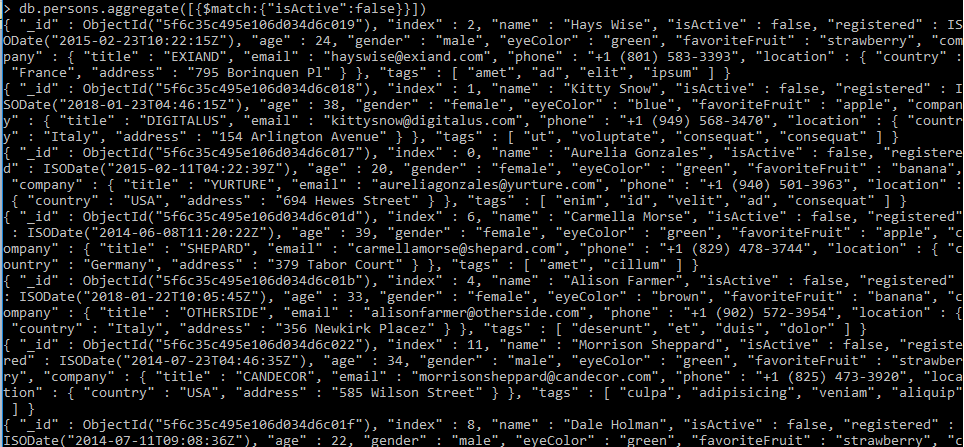 > db.persons.aggregate([{$match:{"isActive":false}}])
{ "_id" : ObjectId("5f6c35c495e106d034d6c019"), "index" : 2, "name" : "Hays Wise", "isActive" : false, "registered" : IS
ODate("2015-02-23T10:22:15Z"), "age" : 24, "gender" : "male", "eyeColor" : "green", "favoriteFruit" : "strawberry", "com
pany" : { "title" : "EXIAND", "email" : "hayswise@exiand.com", "phone" : "+1 (801) 583-3393", "location" : { "country" :
 "France", "address" : "795 Borinquen Pl" } }, "tags" : [ "amet", "ad", "elit", "ipsum" ] }
{ "_id" : ObjectId("5f6c35c495e106d034d6c018"), "index" : 1, "name" : "Kitty Snow", "isActive" : false, "registered" : I
SODate("2018-01-23T04:46:15Z"), "age" : 38, "gender" : "female", "eyeColor" : "blue", "favoriteFruit" : "apple", "compan
y" : { "title" : "DIGITALUS", "email" : "kittysnow@digitalus.com", "phone" : "+1 (949) 568-3470", "location" : { "countr
y" : "Italy", "address" : "154 Arlington Avenue" } }, "tags" : [ "ut", "voluptate", "consequat", "consequat" ] }
{ "_id" : ObjectId("5f6c35c495e106d034d6c017"), "index" : 0, "name" : "Aurelia Gonzales", "isActive" : false, "registere
d" : ISODate("2015-02-11T04:22:39Z"), "age" : 20, "gender" : "female", "eyeColor" : "green", "favoriteFruit" : "banana",
 "company" : { "title" : "YURTURE", "email" : "aureliagonzales@yurture.com", "phone" : "+1 (940) 501-3963", "location" :
 { "country" : "USA", "address" : "694 Hewes Street" } }, "tags" : [ "enim", "id", "velit", "ad", "consequat" ] }
{ "_id" : ObjectId("5f6c35c495e106d034d6c01d"), "index" : 6, "name" : "Carmella Morse", "isActive" : false, "registered"
 : ISODate("2014-06-08T11:20:22Z"), "age" : 39, "gender" : "female", "eyeColor" : "green", "favoriteFruit" : "apple", "c
ompany" : { "title" : "SHEPARD", "email" : "carmellamorse@shepard.com", "phone" : "+1 (829) 478-3744", "location" : { "c
ountry" : "Germany", "address" : "379 Tabor Court" } }, "tags" : [ "amet", "cillum" ] }
{ "_id" : ObjectId("5f6c35c495e106d034d6c01b"), "index" : 4, "name" : "Alison Farmer", "isActive" : false, "registered"
: ISODate("2018-01-22T10:05:45Z"), "age" : 33, "gender" : "female", "eyeColor" : "brown", "favoriteFruit" : "banana", "c
ompany" : { "title" : "OTHERSIDE", "email" : "alisonfarmer@otherside.com", "phone" : "+1 (902) 572-3954", "location" : {
 "country" : "Italy", "address" : "356 Newkirk Placez" } }, "tags" : [ "deserunt", "et", "duis", "dolor" ] }
{ "_id" : ObjectId("5f6c35c495e106d034d6c022"), "index" : 11, "name" : "Morrison Sheppard", "isActive" : false, "registe
red" : ISODate("2014-07-23T04:46:35Z"), "age" : 34, "gender" : "male", "eyeColor" : "green", "favoriteFruit" : "strawber
ry", "company" : { "title" : "CANDECOR", "email" : "morrisonsheppard@candecor.com", "phone" : "+1 (825) 473-3920", "loca
tion" : { "country" : "USA", "address" : "585 Wilson Street" } }, "tags" : [ "culpa", "adipisicing", "veniam", "aliquip"
 ] }
{ "_id" : ObjectId("5f6c35c495e106d034d6c01f"), "index" : 8, "name" : "Dale Holman", "isActive" : false, "registered" :
ISODate("2014-07-11T09:08:36Z"), "age" : 22, "gender" : "male", "eyeColor" : "green", "favoriteFruit" : "banana", "com